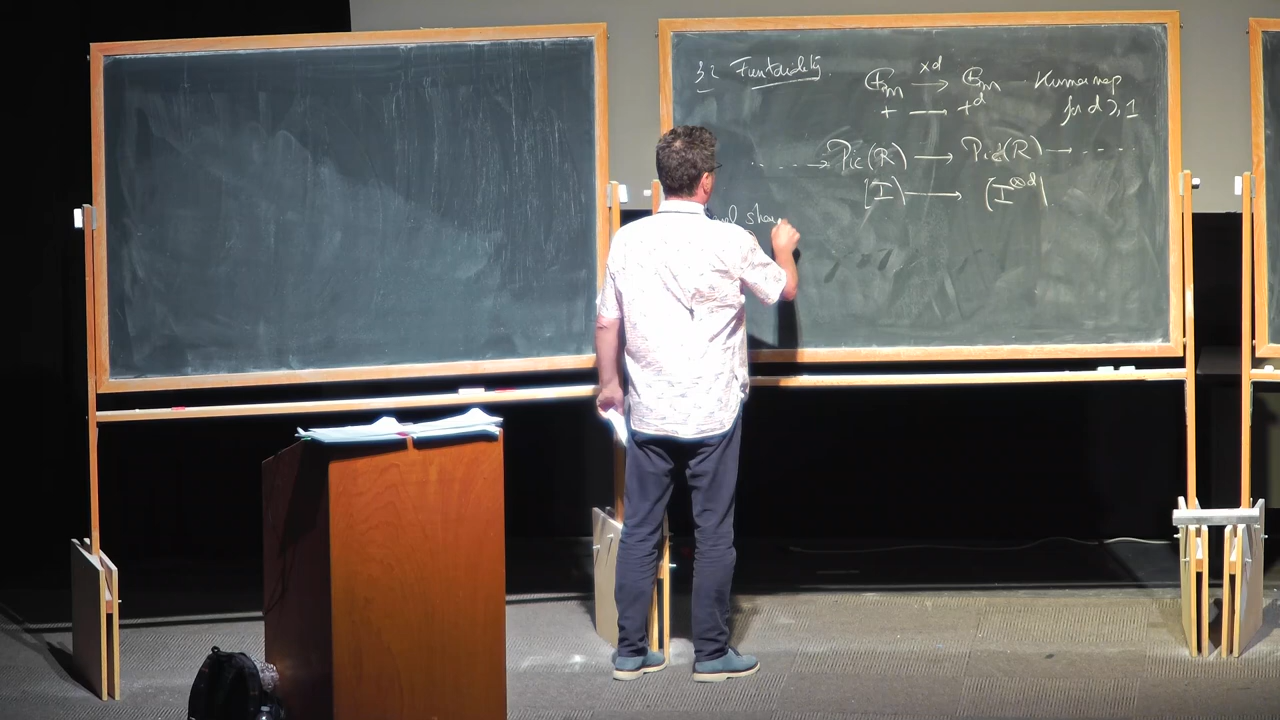 §2 Functoriality.
𝔾m —×d→ 𝔾m Kummer map
t ⟼ t^d for d ≥ 1
·····→ Pic(R) ⟶ Pic(R) → ·····
[I] ⟶ [I^{⊗d}]